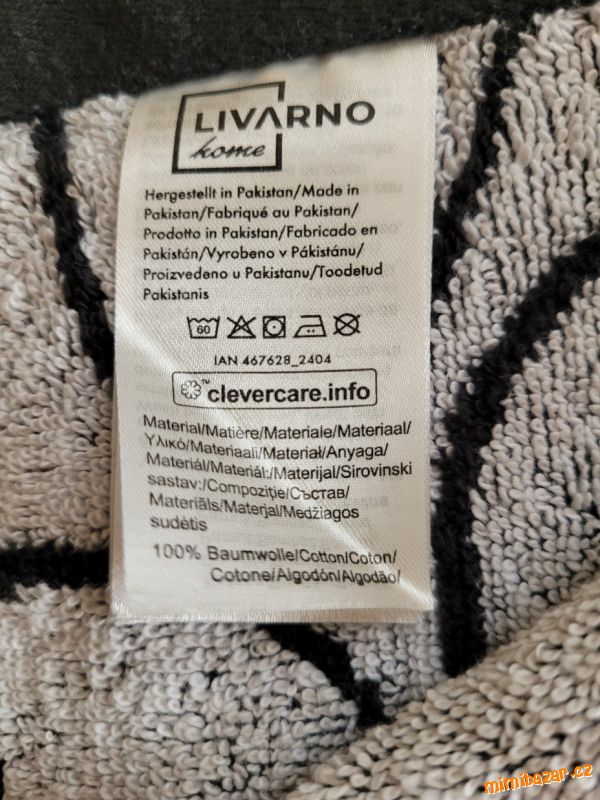 LIVARNO
home
Hergestellt in Pakistan/Made in
Pakistan/Fabriqué au Pakistan/
Prodotto in Pakistan/Fabricado en
Pakistán/Vyrobeno v Pákistánu/
Proizvedeno u Pakistanu/Toodetud
Pakistanis
60
IAN 467628_2404
™ clevercare.info
Material/Matière/Materiale/Materiaal/
Υλικό/Materiaali/Materiał/Anyaga/
Materiál/Materiál:/Materijal/Sirovinski
sastav:/Compoziție/Състав/
Materiāls/Materjal/Medžiagos
sudėtis
100% Baumwolle/Cotton/Coton/
Cotone/Algodón/Algodão/
mimibazar.cz